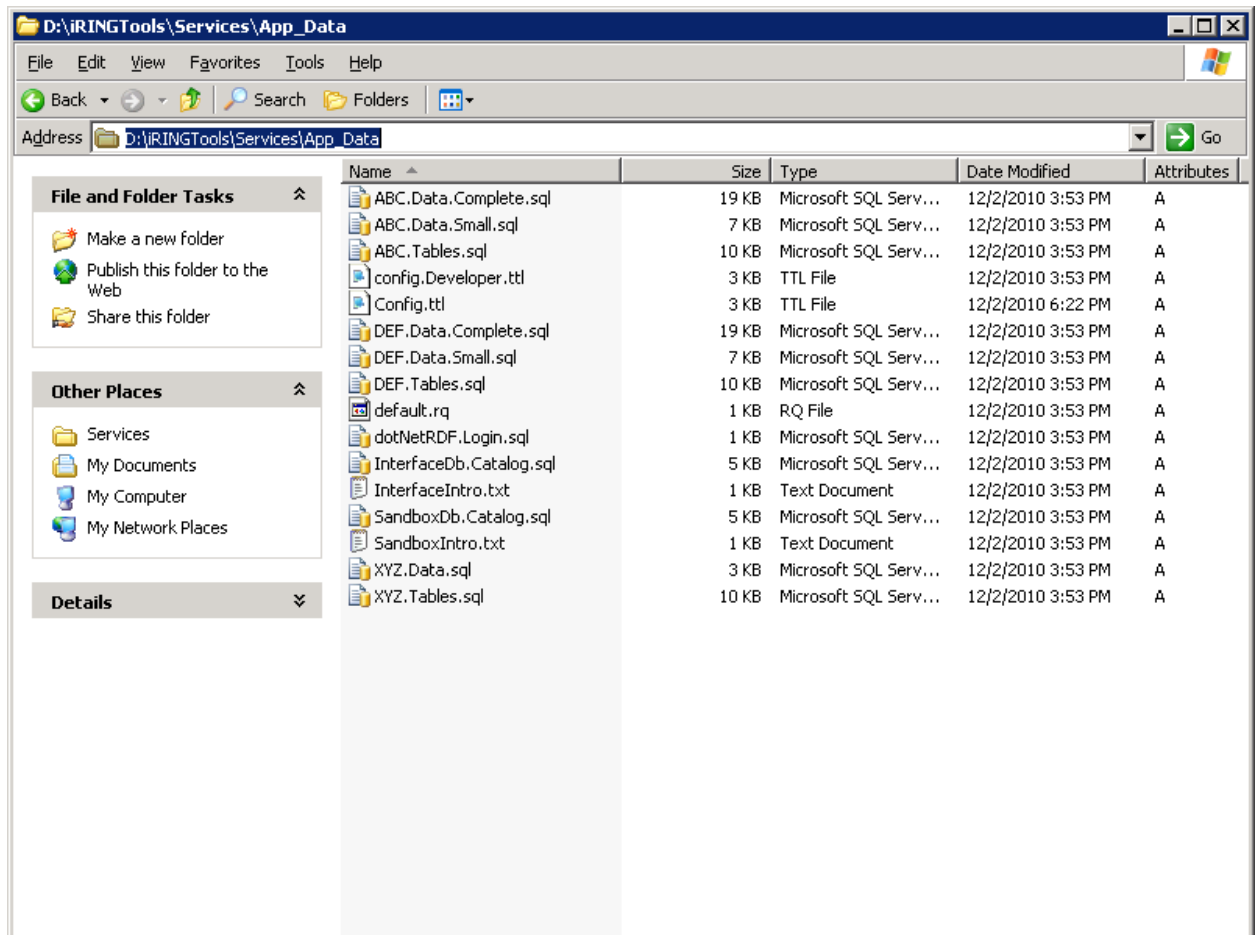 D:\iRINGTools\Services\App_Data
File Edit View Favorites Tools Help
Back Search Folders
Address D:\iRINGTools\Services\App_Data Go
File and Folder Tasks
Make a new folder
Publish this folder to the
Web
Share this folder
Other Places
Services
My Documents
My Computer
My Network Places
Details
Name Size Type Date Modified Attributes
ABC.Data.Complete.sql 19 KB Microsoft SQL Serv... 12/2/2010 3:53 PM A
ABC.Data.Small.sql 7 KB Microsoft SQL Serv... 12/2/2010 3:53 PM A
ABC.Tables.sql 10 KB Microsoft SQL Serv... 12/2/2010 3:53 PM A
config.Developer.ttl 3 KB TTL File 12/2/2010 3:53 PM A
Config.ttl 3 KB TTL File 12/2/2010 6:22 PM A
DEF.Data.Complete.sql 19 KB Microsoft SQL Serv... 12/2/2010 3:53 PM A
DEF.Data.Small.sql 7 KB Microsoft SQL Serv... 12/2/2010 3:53 PM A
DEF.Tables.sql 10 KB Microsoft SQL Serv... 12/2/2010 3:53 PM A
default.rq 1 KB RQ File 12/2/2010 3:53 PM A
dotNetRDF.Login.sql 1 KB Microsoft SQL Serv... 12/2/2010 3:53 PM A
InterfaceDb.Catalog.sql 5 KB Microsoft SQL Serv... 12/2/2010 3:53 PM A
InterfaceIntro.txt 1 KB Text Document 12/2/2010 3:53 PM A
SandboxDb.Catalog.sql 5 KB Microsoft SQL Serv... 12/2/2010 3:53 PM A
SandboxIntro.txt 1 KB Text Document 12/2/2010 3:53 PM A
XYZ.Data.sql 3 KB Microsoft SQL Serv... 12/2/2010 3:53 PM A
XYZ.Tables.sql 10 KB Microsoft SQL Serv... 12/2/2010 3:53 PM A